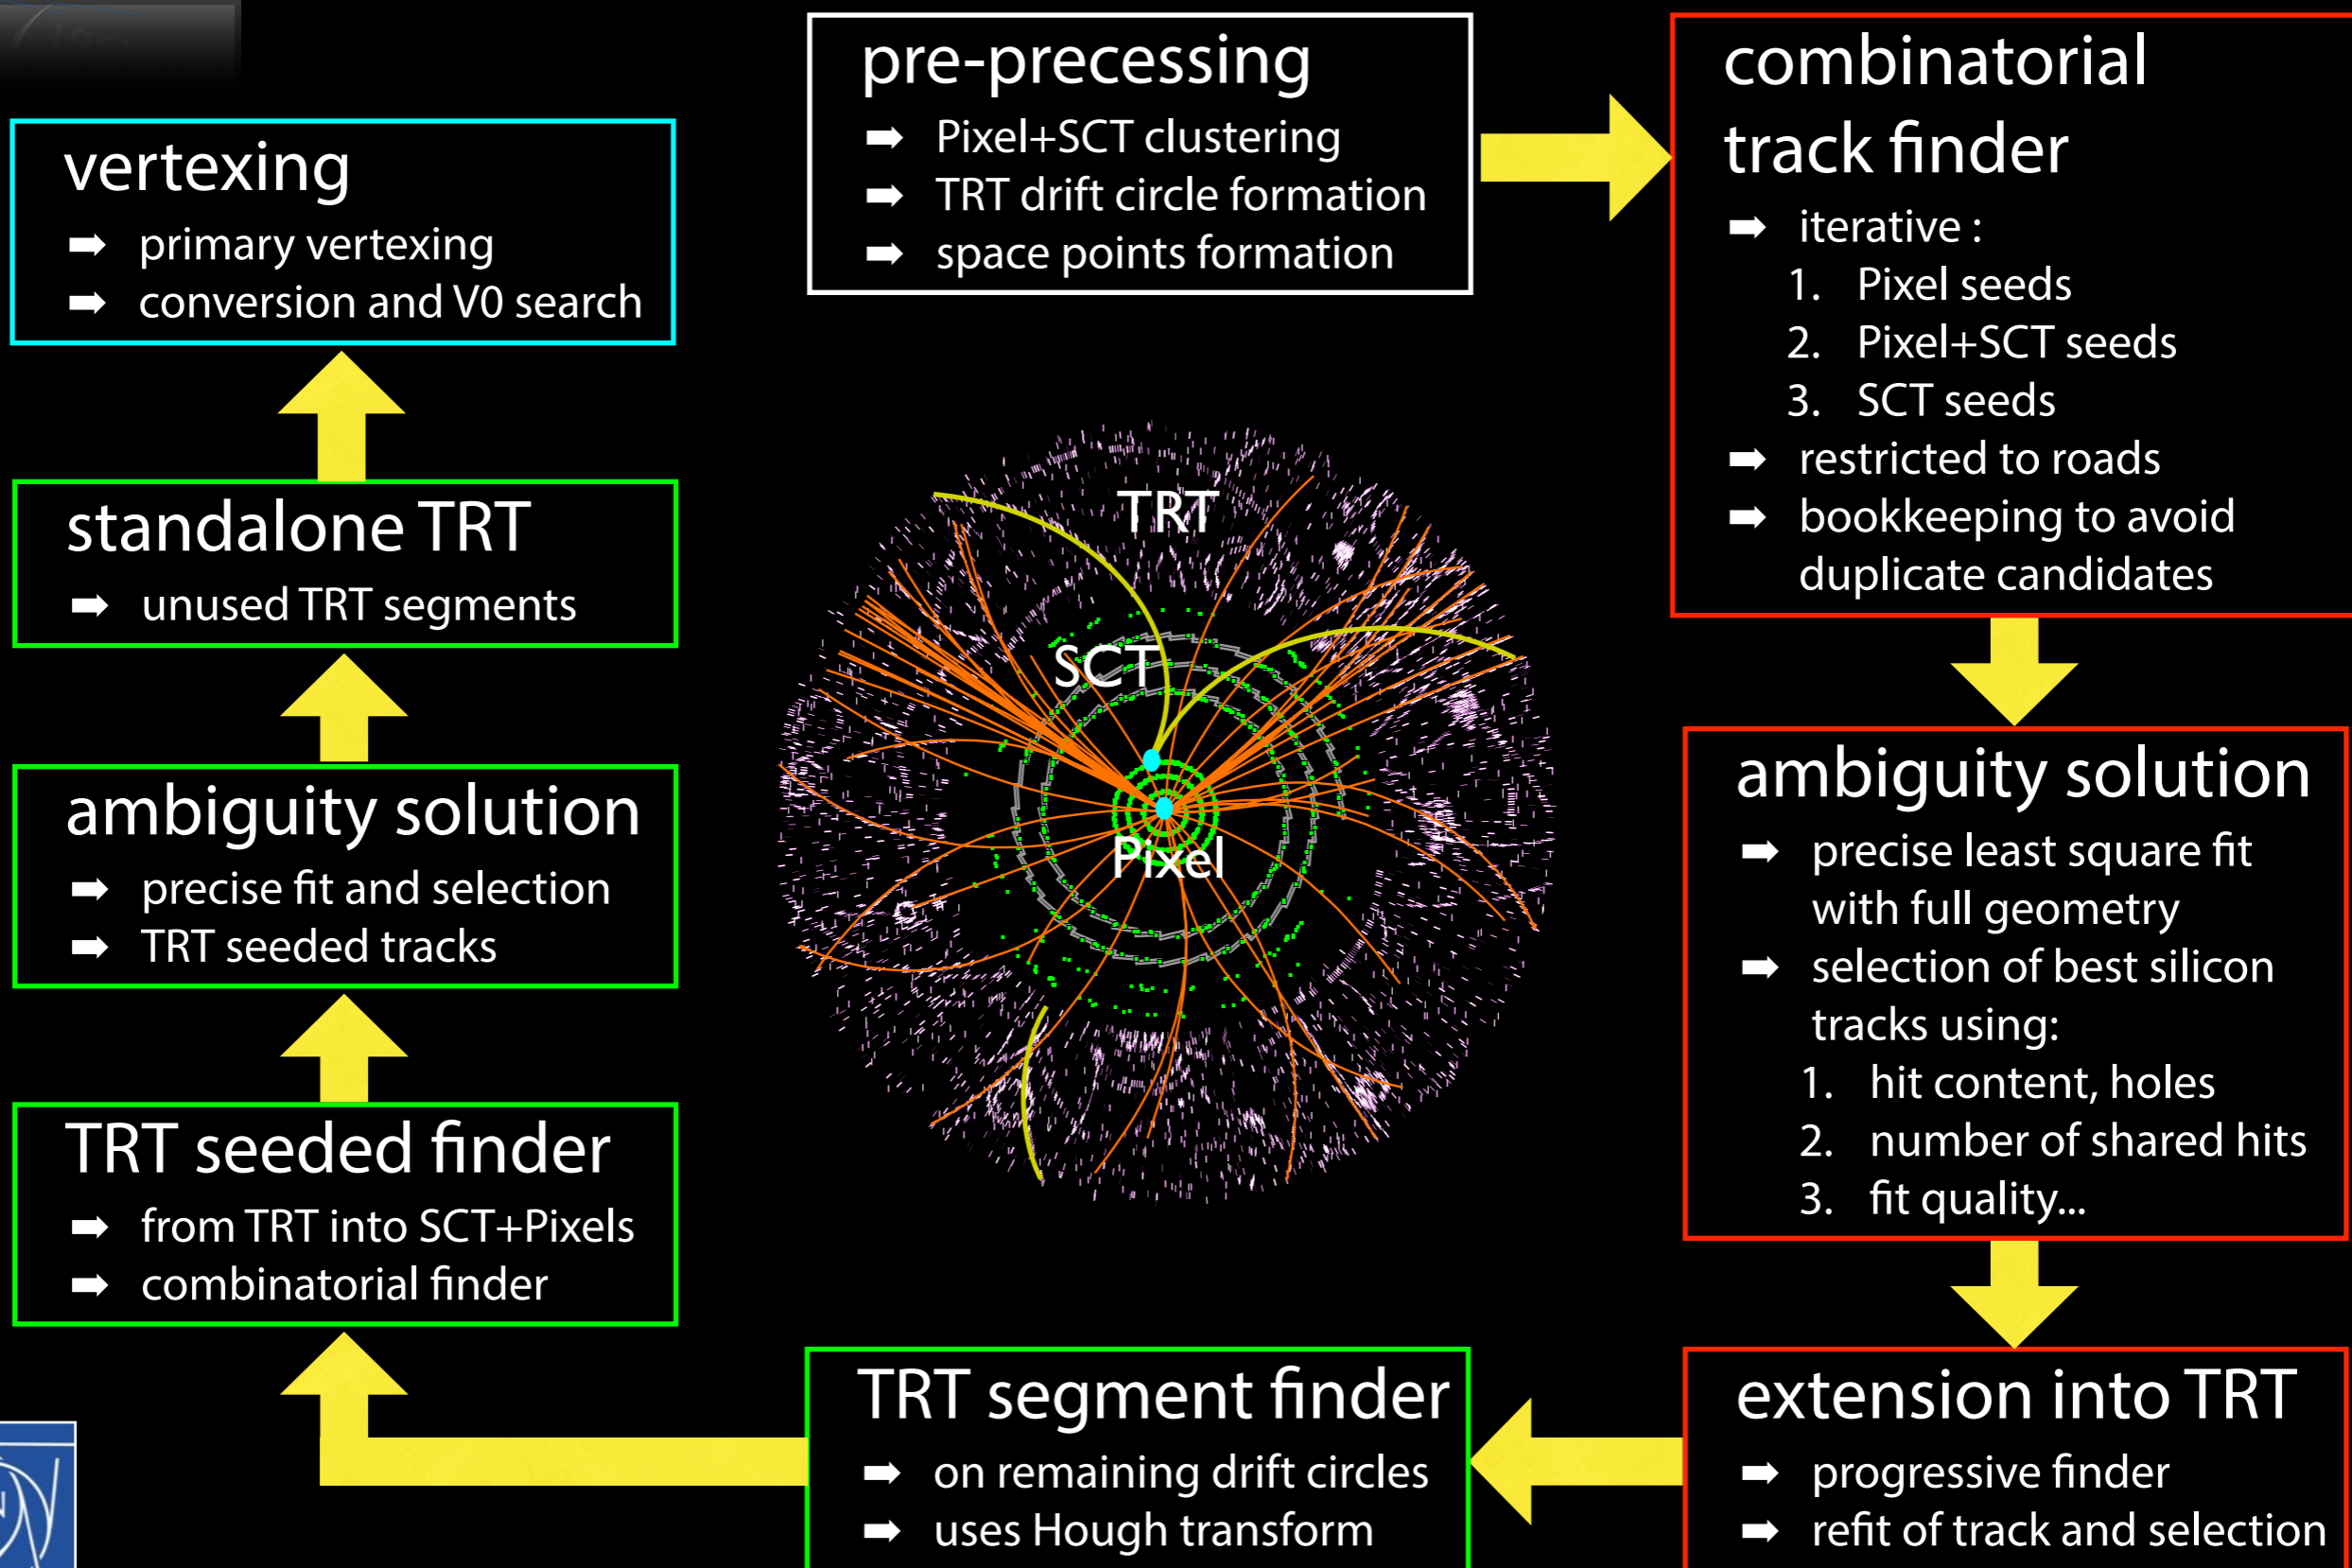 pre-precessing
➡ Pixel+SCT clustering
➡ TRT drift circle formation
➡ space points formation
combinatorial
track finder
➡ iterative :
1. Pixel seeds
2. Pixel+SCT seeds
3. SCT seeds
➡ restricted to roads
➡ bookkeeping to avoid
duplicate candidates
ambiguity solution
➡ precise least square fit
with full geometry
➡ selection of best silicon
tracks using:
1. hit content, holes
2. number of shared hits
3. fit quality...
extension into TRT
➡ progressive finder
➡ refit of track and selection
TRT segment finder
➡ on remaining drift circles
➡ uses Hough transform
TRT seeded finder
➡ from TRT into SCT+Pixels
➡ combinatorial finder
ambiguity solution
➡ precise fit and selection
➡ TRT seeded tracks
standalone TRT
➡ unused TRT segments
vertexing
➡ primary vertexing
➡ conversion and V0 search
TRT
SCT
Pixel